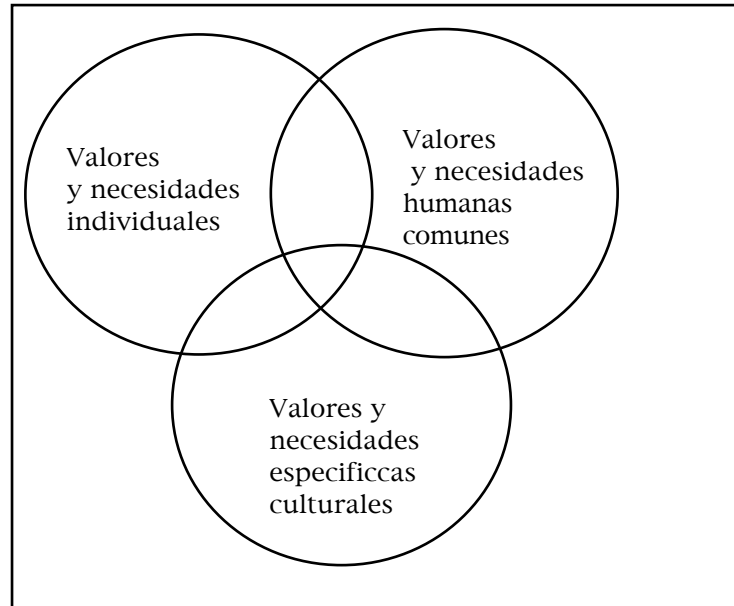 Valores
y necesidades
individuales
Valores
y necesidades
humanas
comunes
Valores y
necesidades
especificcas
culturales